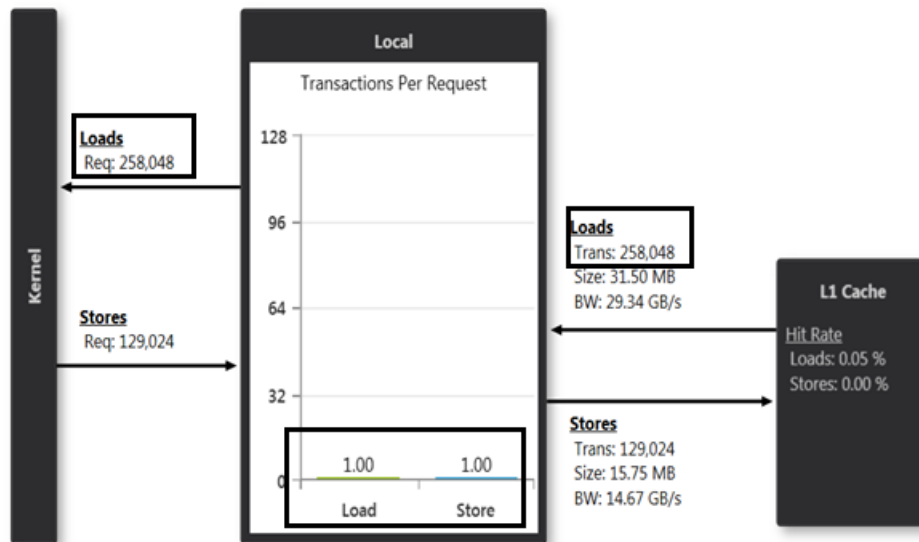 Local
Transactions Per Request
128
96
64
32
0
1.00
1.00
Load
Store
Kernel
Loads
Req: 258,048
Stores
Req: 129,024
Loads
Trans: 258,048
Size: 31.50 MB
BW: 29.34 GB/s
Stores
Trans: 129,024
Size: 15.75 MB
BW: 14.67 GB/s
L1 Cache
Hit Rate
Loads: 0.05 %
Stores: 0.00 %